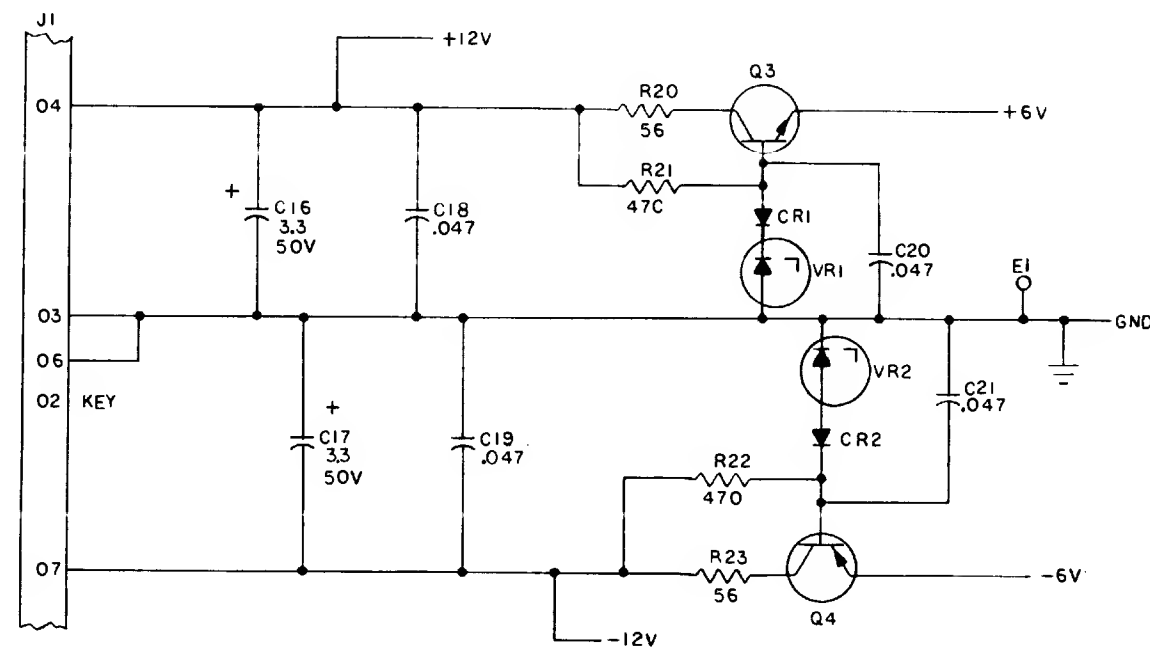 J1
+12V
04
R20
56
Q3
+6V
R21
47C
+
C16
3.3
50V
C18
.047
CR1
VR1
C20
.047
E1
03
GND
06
VR2
02 KEY
+
C17
3.3
50V
C19
.047
C21
.047
CR2
R22
470
07
R23
56
-6V
Q4
-12V